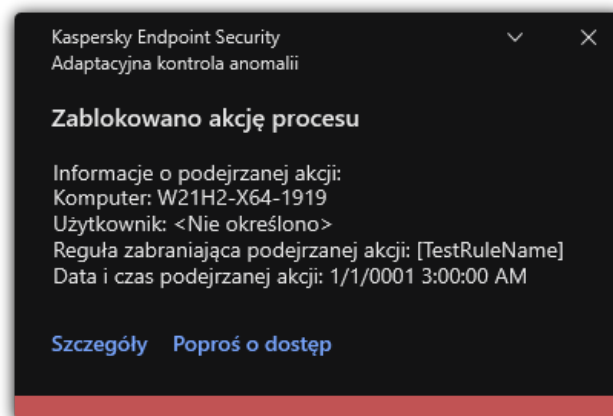 Kaspersky Endpoint Security
Adaptacyjna kontrola anomalii
Zablokowano akcję procesu
Informacje o podejrzanej akcji:
Komputer: W21H2-X64-1919
Użytkownik: <Nie określono>
Reguła zabraniająca podejrzanej akcji: [TestRuleName]
Data i czas podejrzanej akcji: 1/1/0001 3:00:00 AM
Szczegóły Poproś o dostęp